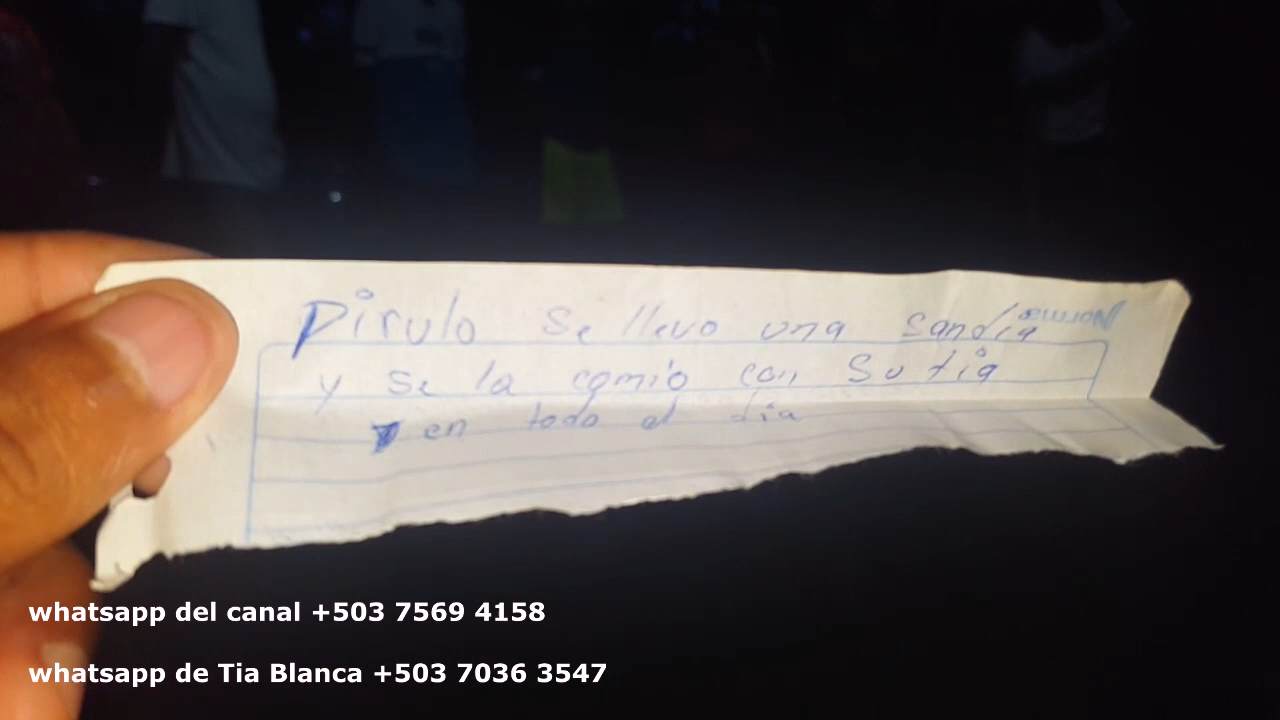 Pirulo se llevo una sandia
Norma
y se la comio con su tia
en todo el dia
whatsapp del canal +503 7569 4158
whatsapp de Tia Blanca +503 7036 3547